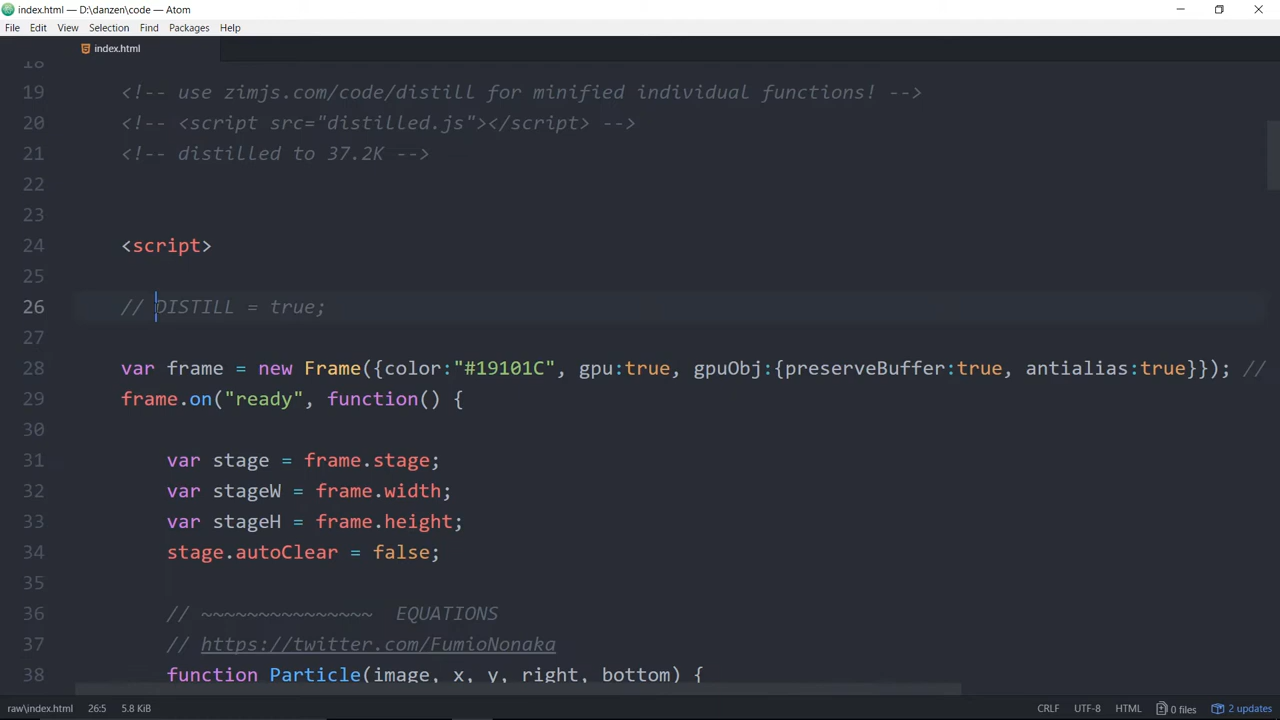 index.html — D:\danzen\code — Atom
File Edit View Selection Find Packages Help
index.html
18
19 <!-- use zimjs.com/code/distill for minified individual functions! -->
20 <!-- <script src="distilled.js"></script> -->
21 <!-- distilled to 37.2K -->
22
23
24 <script>
25
26 // DISTILL = true;
27
28 var frame = new Frame({color:"#19101C", gpu:true, gpuObj:{preserveBuffer:true, antialias:true}}); //
29 frame.on("ready", function() {
30
31 var stage = frame.stage;
32 var stageW = frame.width;
33 var stageH = frame.height;
34 stage.autoClear = false;
35
36 // ~~~~~~~~~~~~~~~ EQUATIONS
37 // https://twitter.com/FumioNonaka
38 function Particle(image, x, y, right, bottom) {
raw\index.html 26:5 5.8 KiB CRLF UTF-8 HTML 0 files 2 updates